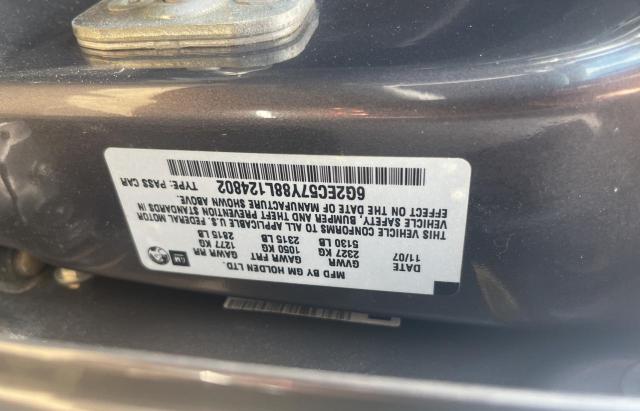 MFD BY GM HOLDEN LTD.
DATE GVWR GAWR FRT GAWR RR
11/07 2327 KG 1050 KG 1277 KG
5130 LB 2315 LB 2815 LB
GM
THIS VEHICLE CONFORMS TO ALL APPLICABLE U.S. FEDERAL MOTOR
VEHICLE SAFETY, BUMPER, AND THEFT PREVENTION STANDARDS IN
EFFECT ON THE DATE OF MANUFACTURE SHOWN ABOVE.
6G2EC57Y88L124802 TYPE: PASS CAR